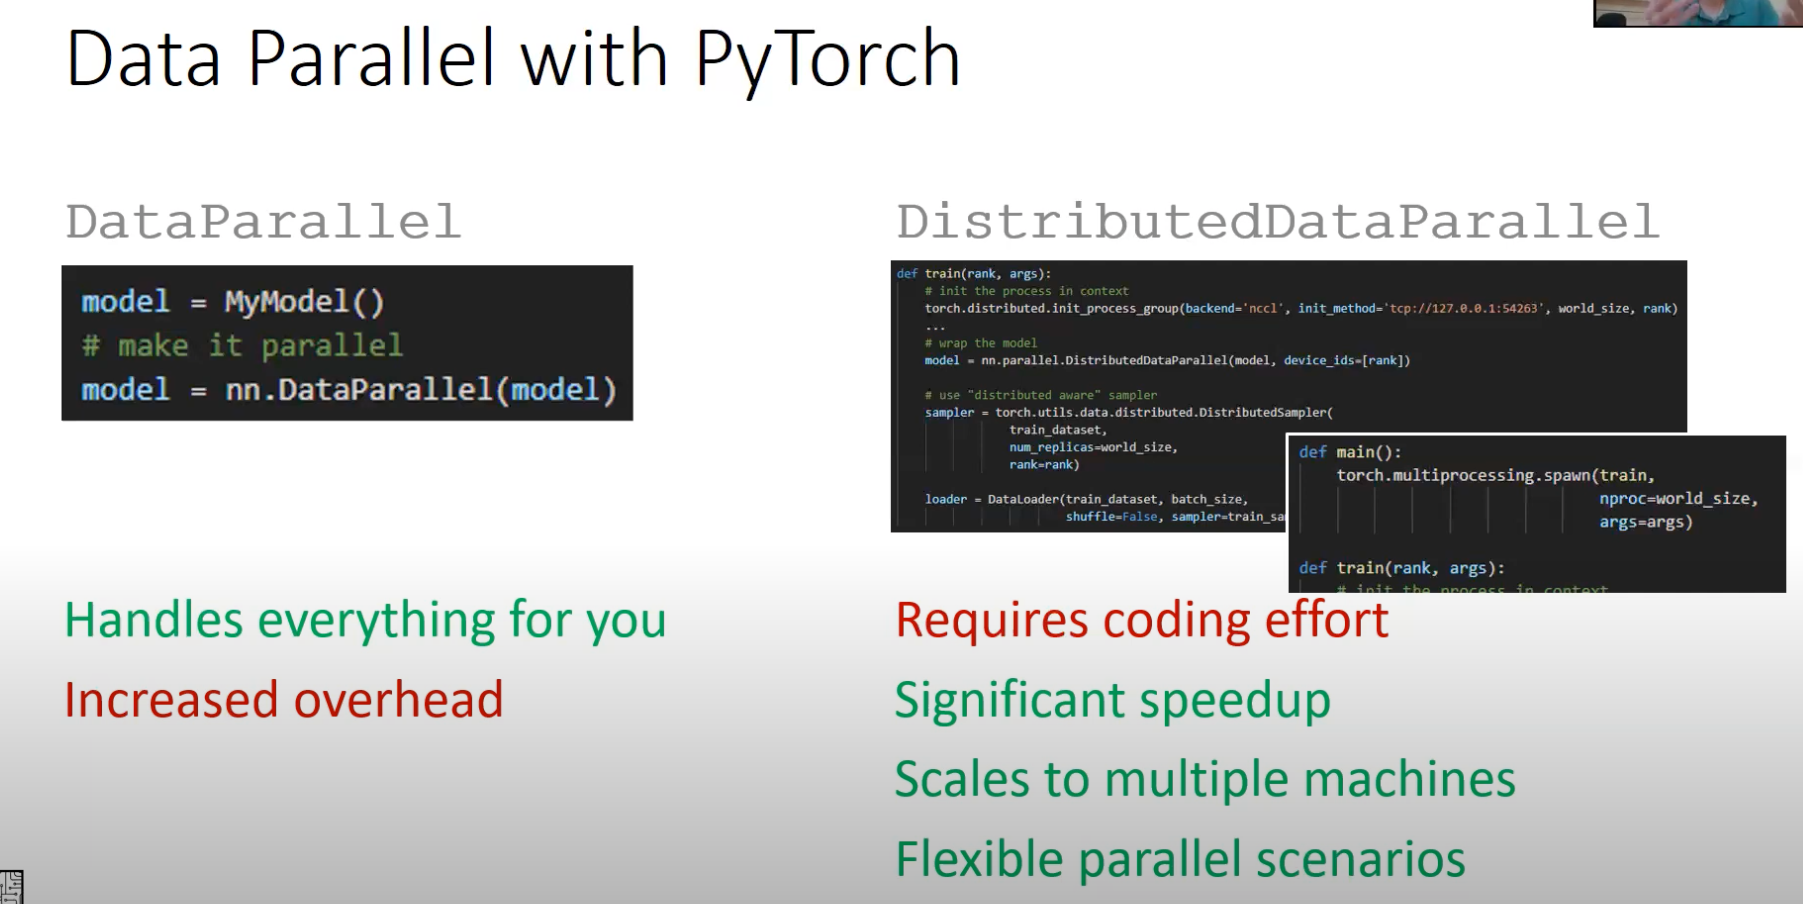 Data Parallel with PyTorch
DataParallel
model = MyModel()
# make it parallel
model = nn.DataParallel(model)
Handles everything for you
Increased overhead
DistributedDataParallel
def train(rank, args):
# init the process in context
torch.distributed.init_process_group(backend='nccl', init_method='tcp://127.0.0.1:54263', world_size, rank)
...
# wrap the model
model = nn.parallel.DistributedDataParallel(model, device_ids=[rank])
# use "distributed aware" sampler
sampler = torch.utils.data.distributed.DistributedSampler(
train_dataset,
num_replicas=world_size,
rank=rank)
loader = DataLoader(train_dataset, batch_size,
shuffle=False, sampler=train_sa
def main():
torch.multiprocessing.spawn(train,
nproc=world_size,
args=args)
def train(rank, args):
# init the process in context
Requires coding effort
Significant speedup
Scales to multiple machines
Flexible parallel scenarios